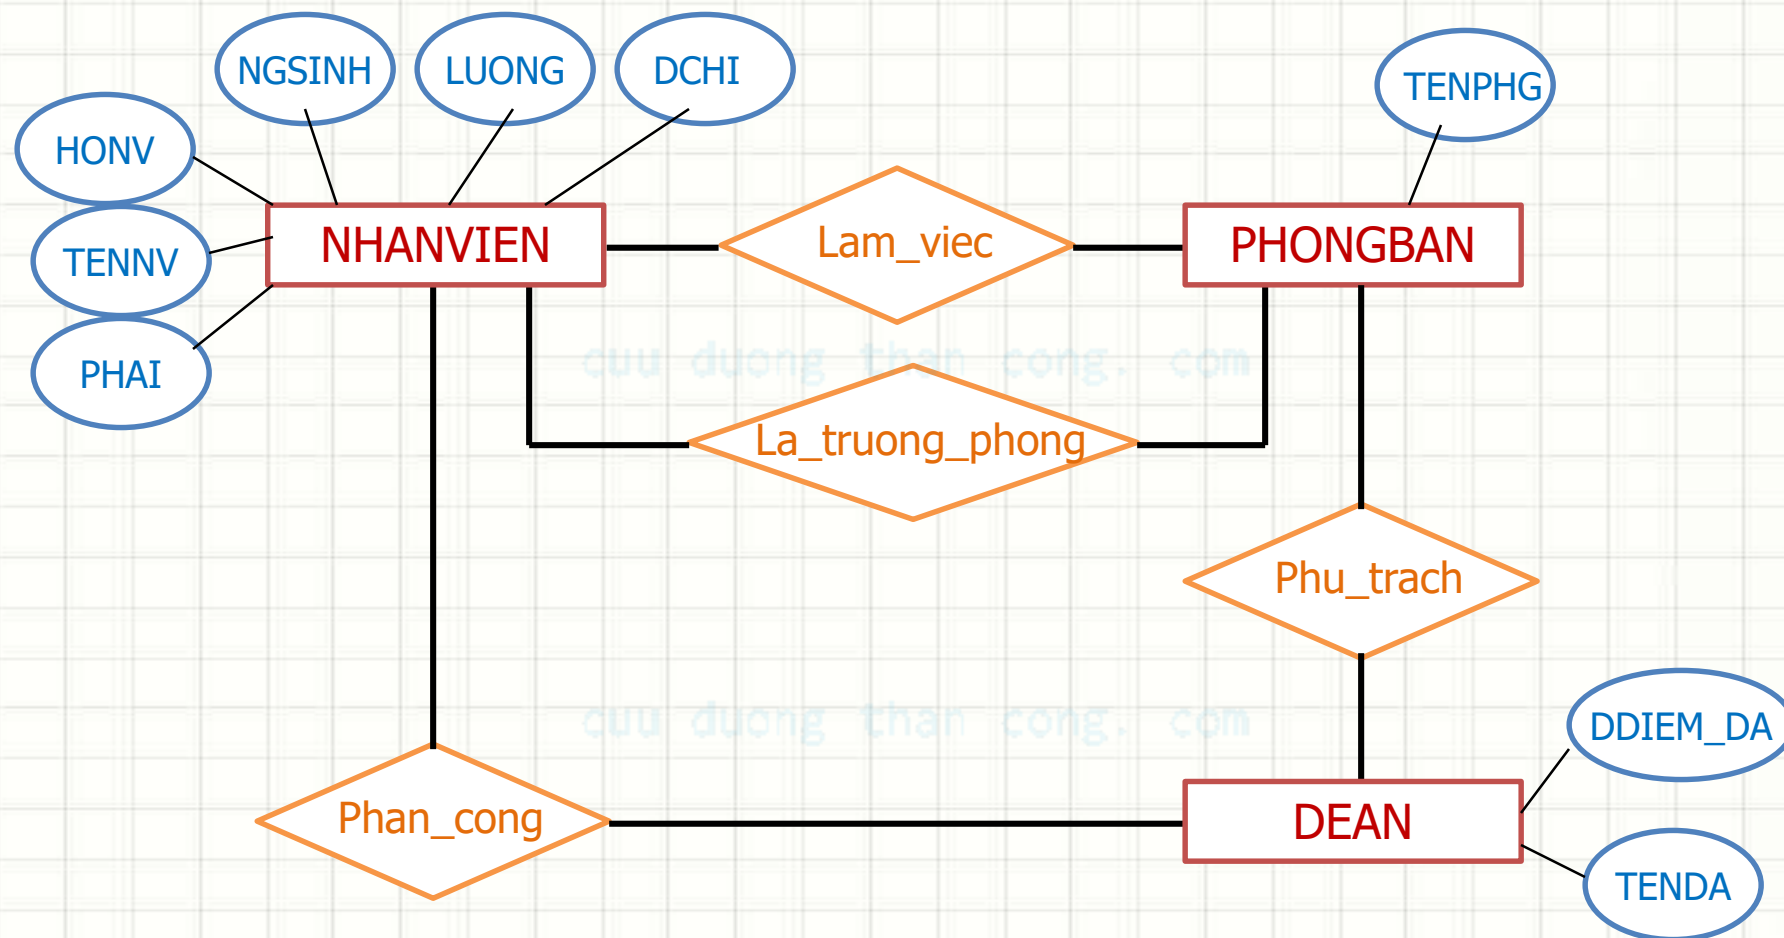 NGSINH
LUONG
DCHI
TENPHG
HONV
TENNV
PHAI
NHANVIEN
Lam_viec
PHONGBAN
cuu duong than cong. com
La_truong_phong
Phu_trach
cuu duong than cong. com
DDIEM_DA
Phan_cong
DEAN
TENDA